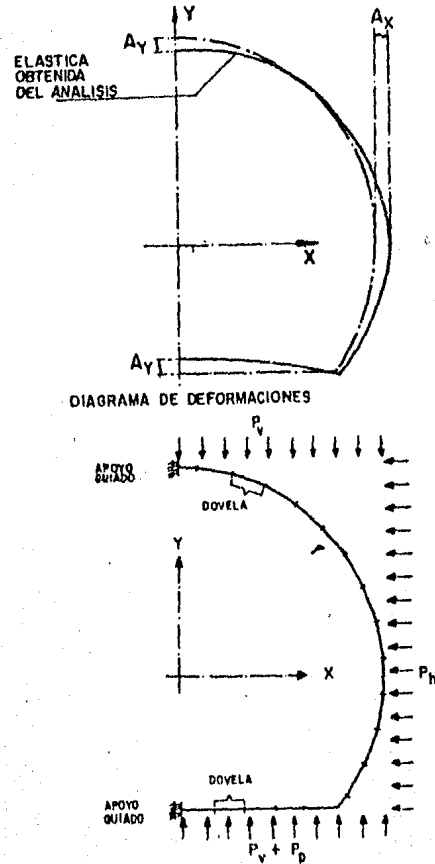 Y
A_Y
A_X
ELASTICA
OBTENIDA
DEL ANALISIS
X
A_Y
DIAGRAMA DE DEFORMACIONES
P_v
APOYO
GUIADO
DOVELA
Y
X
P_h
DOVELA
APOYO
GUIADO
P_v + P_p